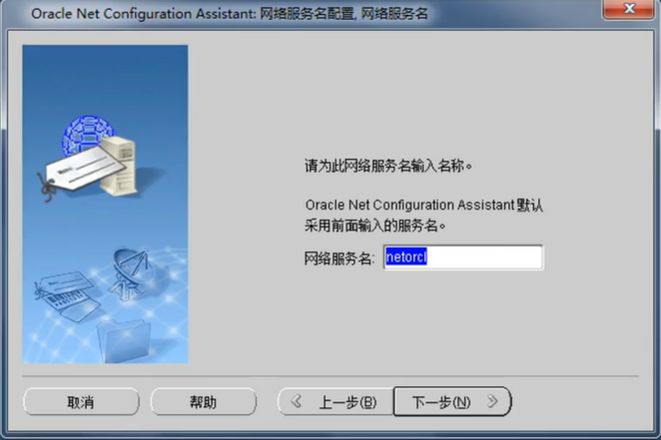 Oracle Net Configuration Assistant: 网络服务名配置, 网络服务名
请为此网络服务名输入名称。
Oracle Net Configuration Assistant 默认
采用前面输入的服务名。
网络服务名: netorcl
取消 帮助 上一步(B) 下一步(N)